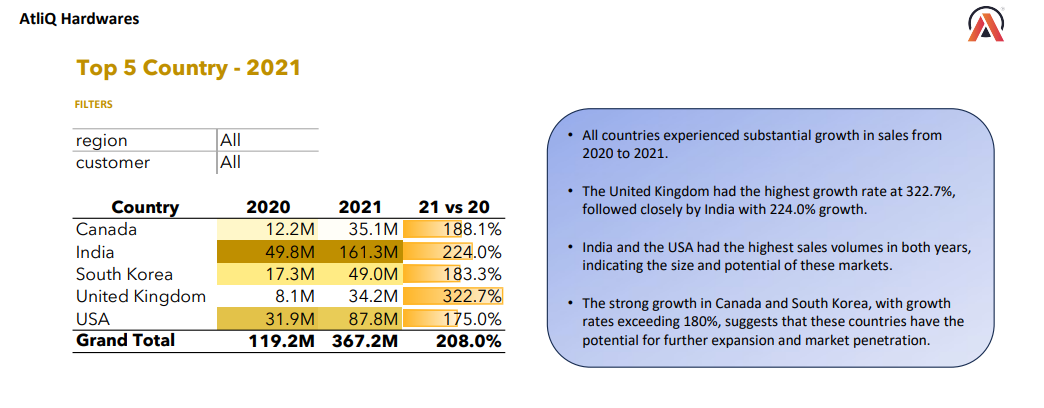 AtliQ Hardwares
Top 5 Country - 2021
FILTERS
region All
customer All
Country 2020 2021 21 vs 20
Canada 12.2M 35.1M 188.1%
India 49.8M 161.3M 224.0%
South Korea 17.3M 49.0M 183.3%
United Kingdom 8.1M 34.2M 322.7%
USA 31.9M 87.8M 175.0%
Grand Total 119.2M 367.2M 208.0%
• All countries experienced substantial growth in sales from
2020 to 2021.
• The United Kingdom had the highest growth rate at 322.7%,
followed closely by India with 224.0% growth.
• India and the USA had the highest sales volumes in both years,
indicating the size and potential of these markets.
• The strong growth in Canada and South Korea, with growth
rates exceeding 180%, suggests that these countries have the
potential for further expansion and market penetration.